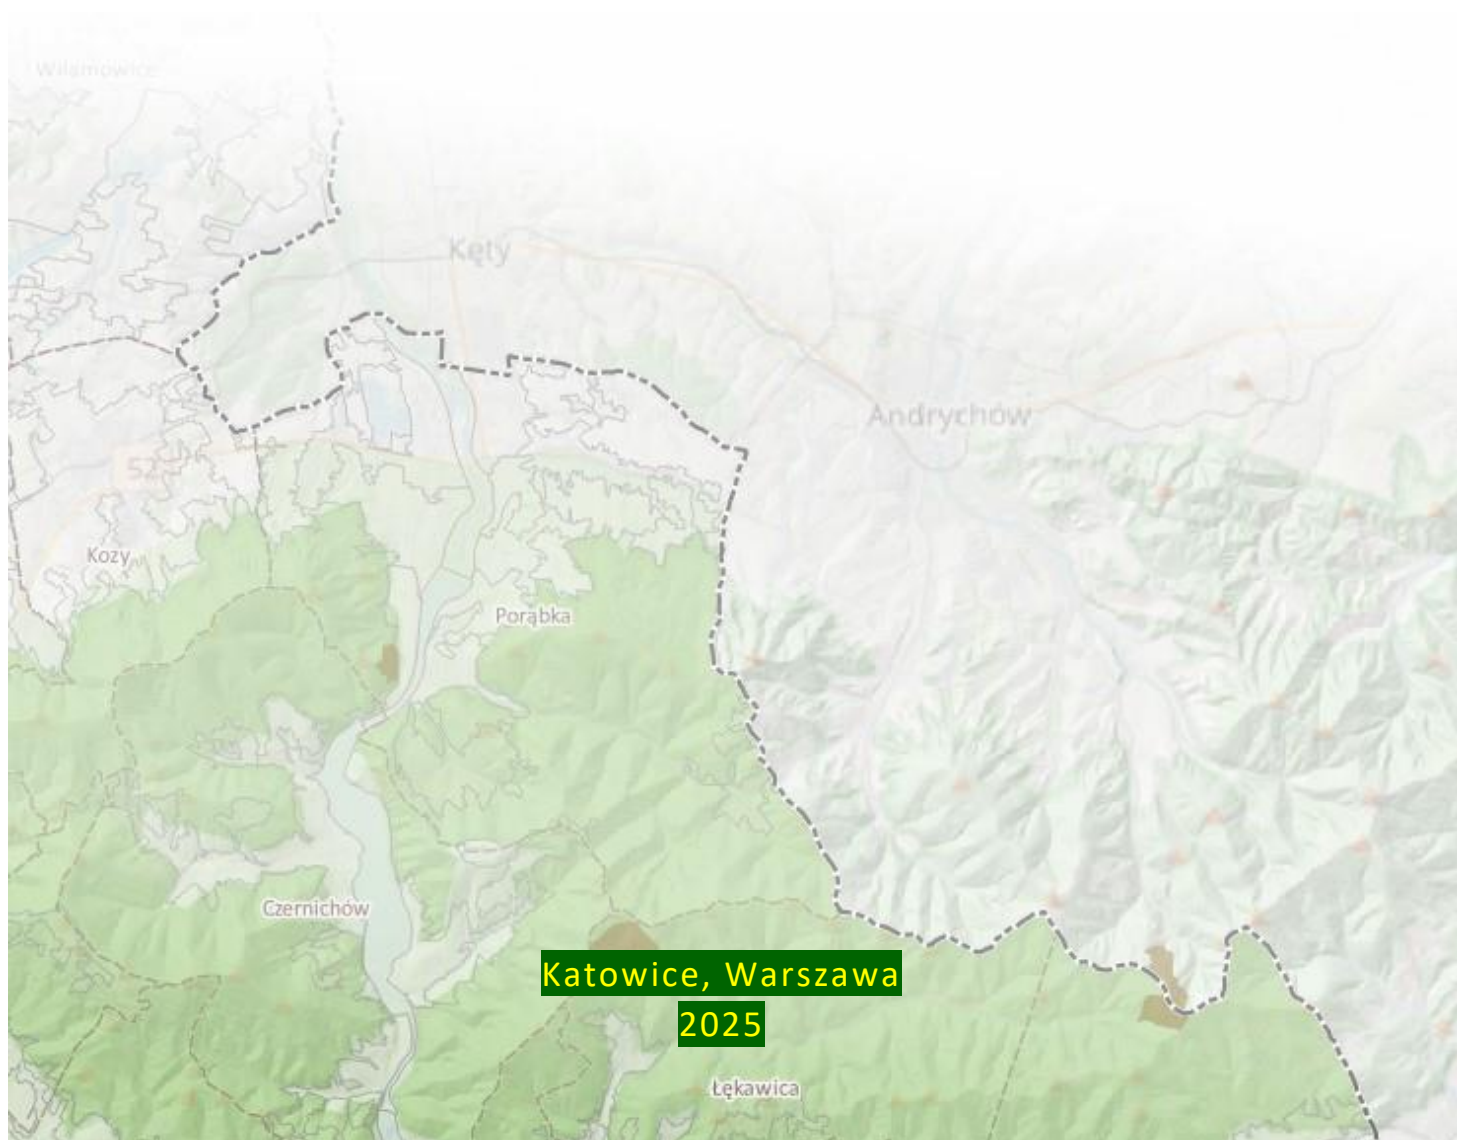 Wilamowice
Kęty
Andrychów
52
Kozy
Porąbka
Czernichów
Katowice, Warszawa
2025
Łękawica